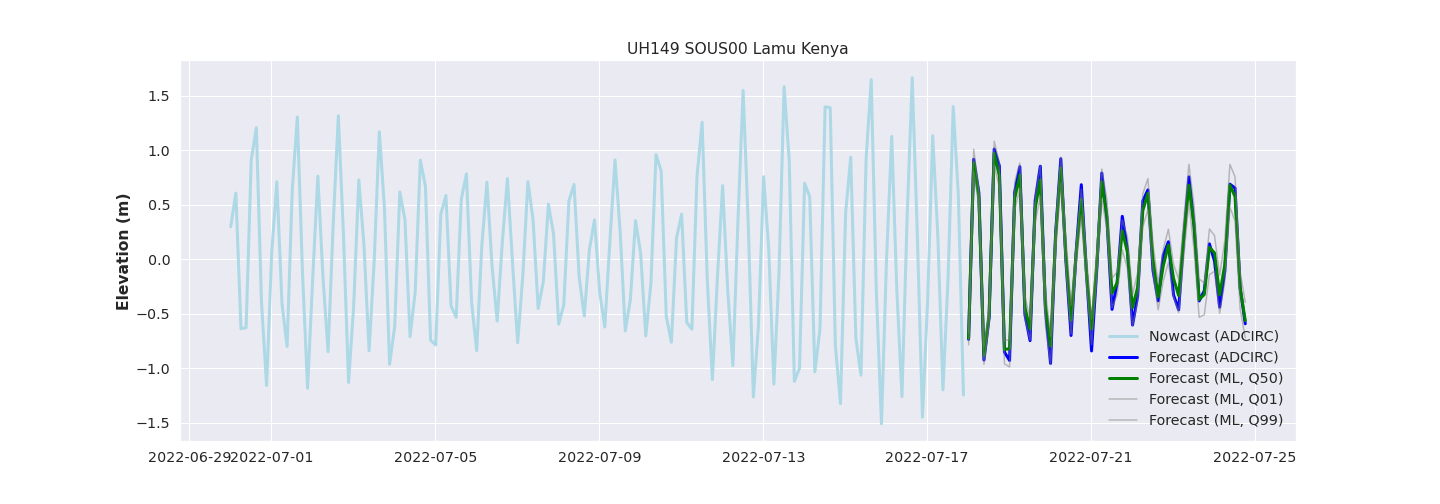 UH149 SOUS00 Lamu Kenya
Elevation (m)
1.5
1.0
0.5
0.0
−0.5
−1.0
−1.5
Nowcast (ADCIRC)
Forecast (ADCIRC)
Forecast (ML, Q50)
Forecast (ML, Q01)
Forecast (ML, Q99)
2022-06-29 2022-07-01 2022-07-05 2022-07-09 2022-07-13 2022-07-17 2022-07-21 2022-07-25